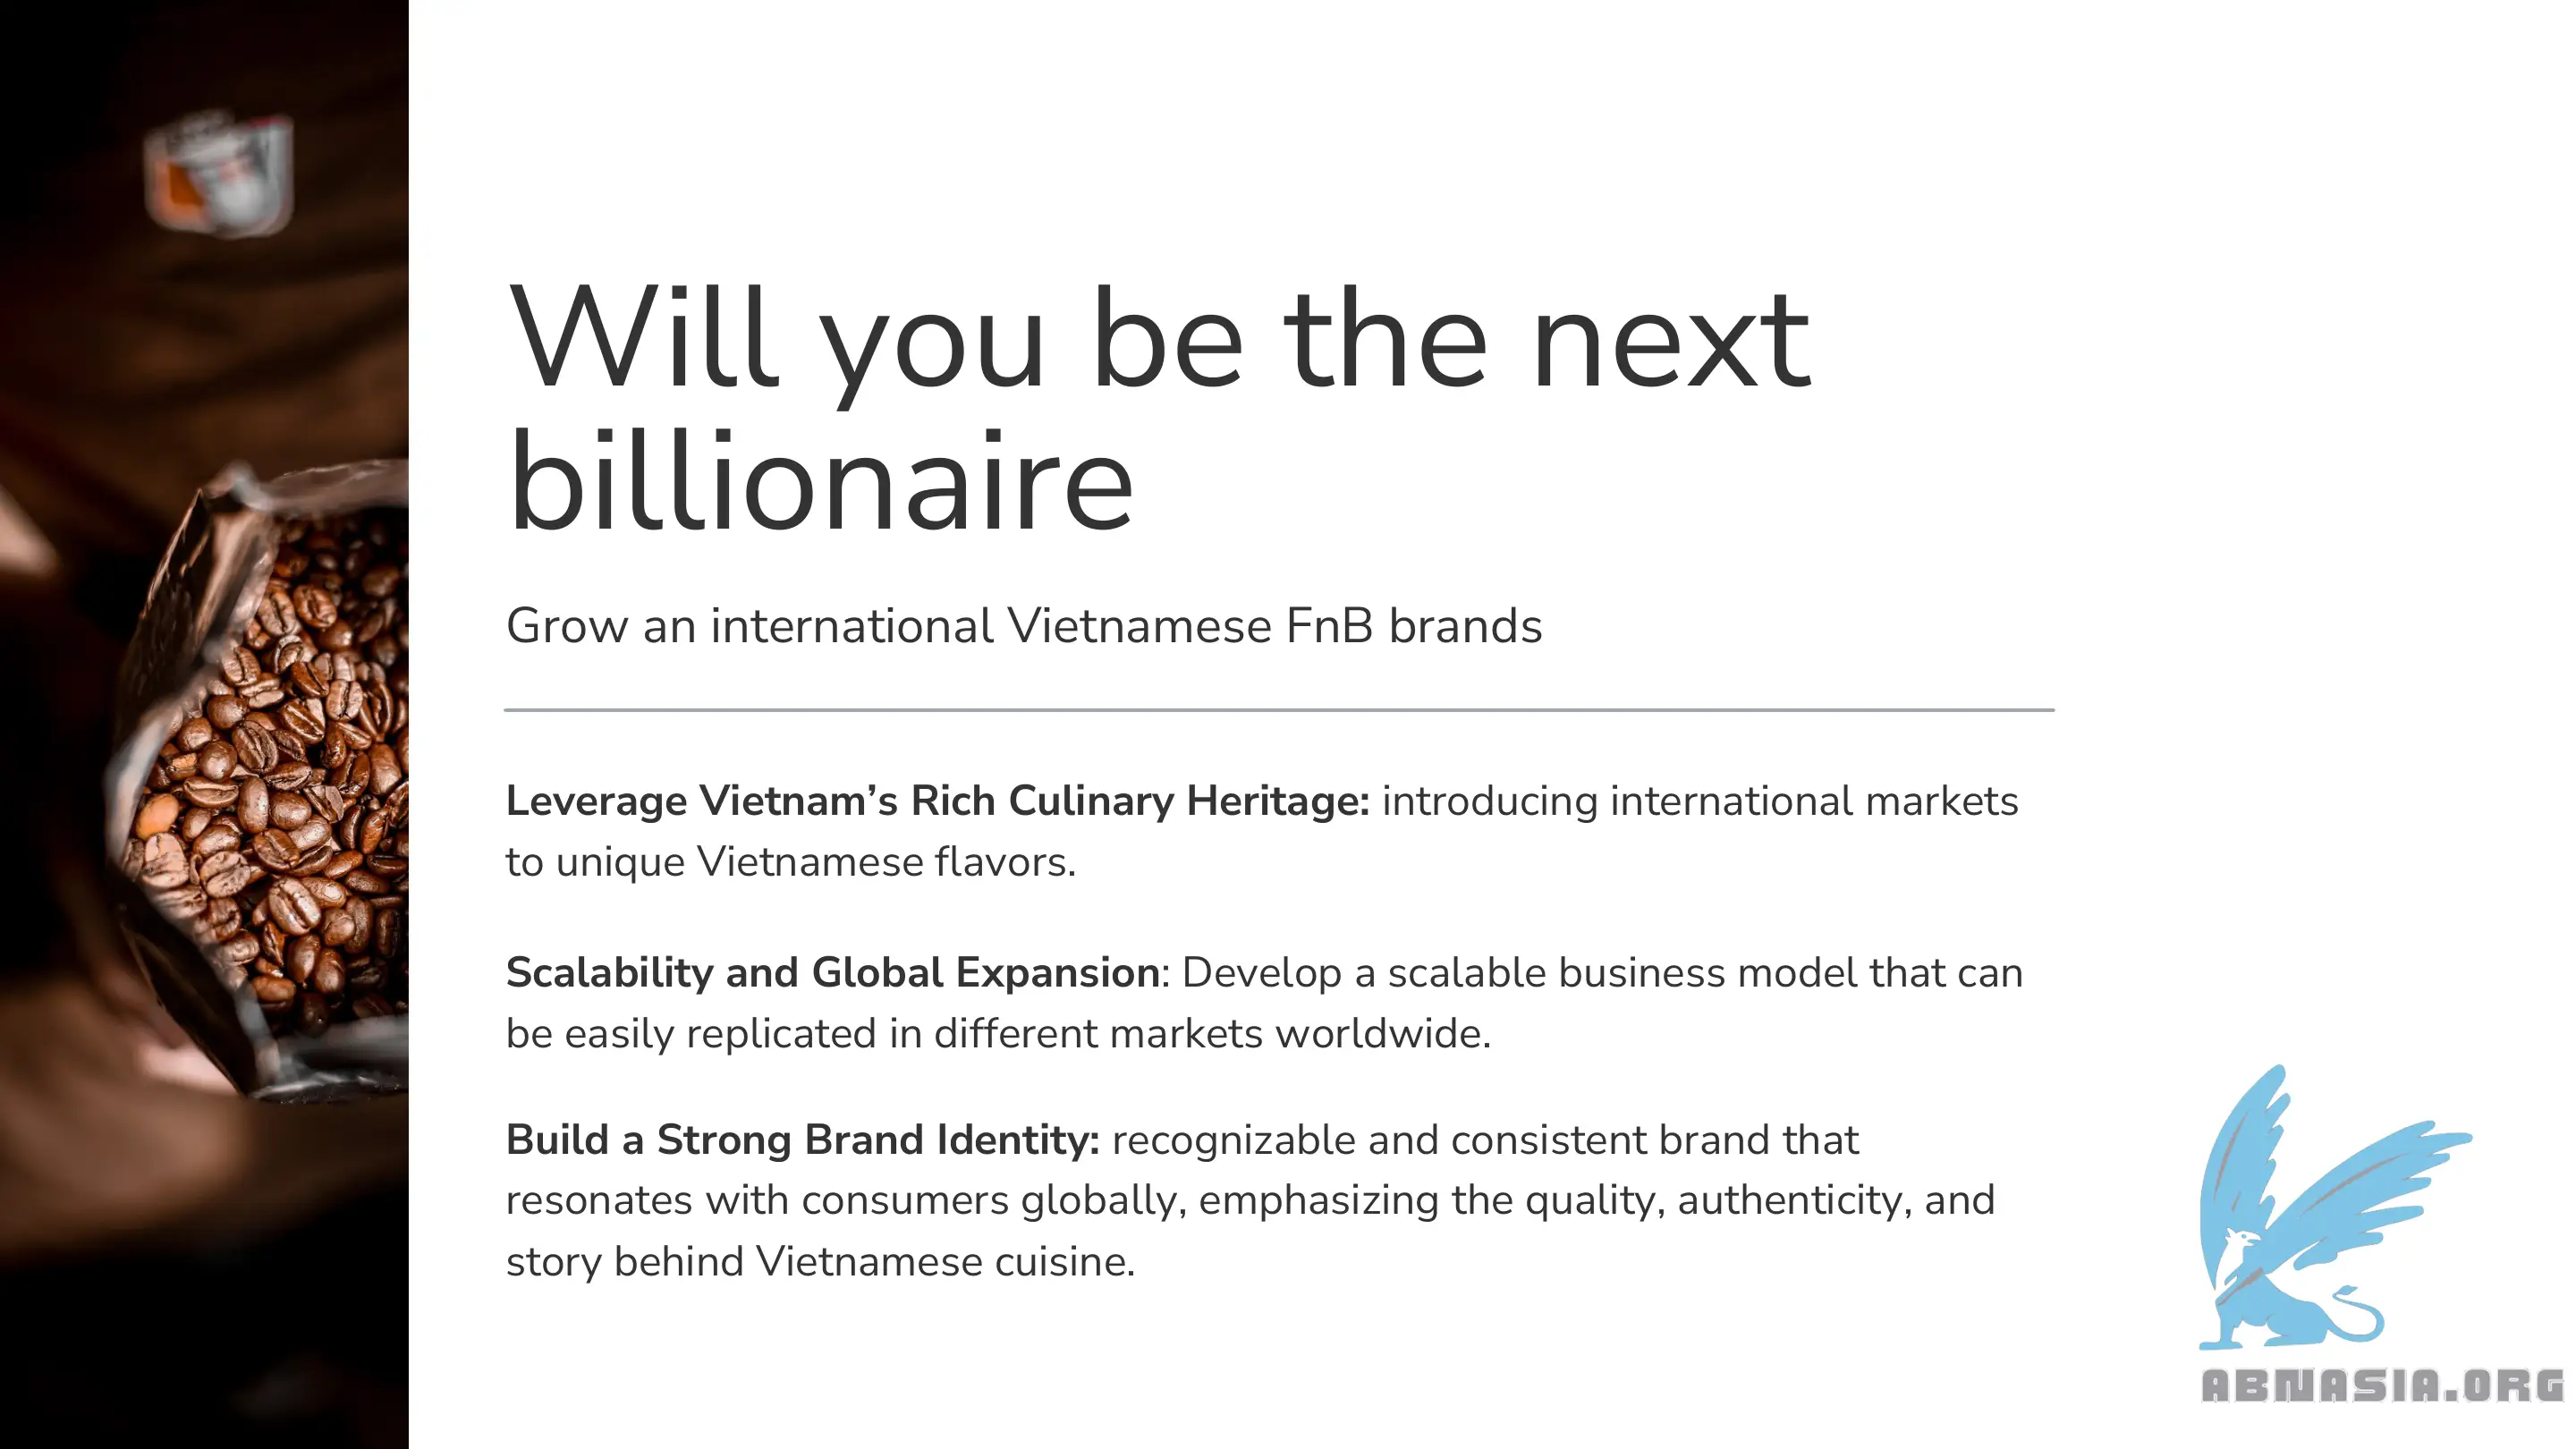 Will you be the next
billionaire
Grow an international Vietnamese FnB brands
Leverage Vietnam’s Rich Culinary Heritage: introducing international markets
to unique Vietnamese flavors.
Scalability and Global Expansion: Develop a scalable business model that can
be easily replicated in different markets worldwide.
Build a Strong Brand Identity: recognizable and consistent brand that
resonates with consumers globally, emphasizing the quality, authenticity, and
story behind Vietnamese cuisine.
ABNASIA.ORG